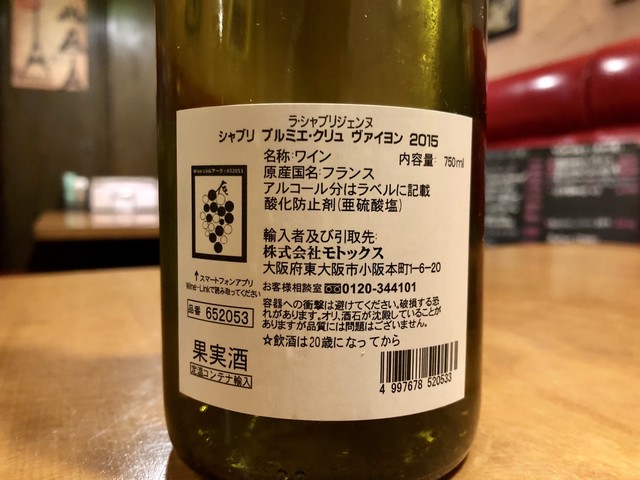 ラ・シャブリジェンヌ
シャブリ プルミエ・クリュ ヴァイヨン 2015
名称:ワイン 内容量: 750ml
原産国名:フランス
アルコール分はラベルに記載
酸化防止剤(亜硫酸塩)
Wine-Linkマーク:652053
輸入者及び引取先:
株式会社モトックス
大阪府東大阪市小阪本町1-6-20
↑スマートフォンアプリ
Wine-Linkで読み取ってください
お客様相談室 0120-344101
容器への衝撃は避けてください。破損する恐
れがあります。オリ、酒石が沈殿していることが
ありますが品質には問題はございません。
品番 652053
☆飲酒は20歳になってから
果実酒
定温コンテナ輸入
4 997678 520533